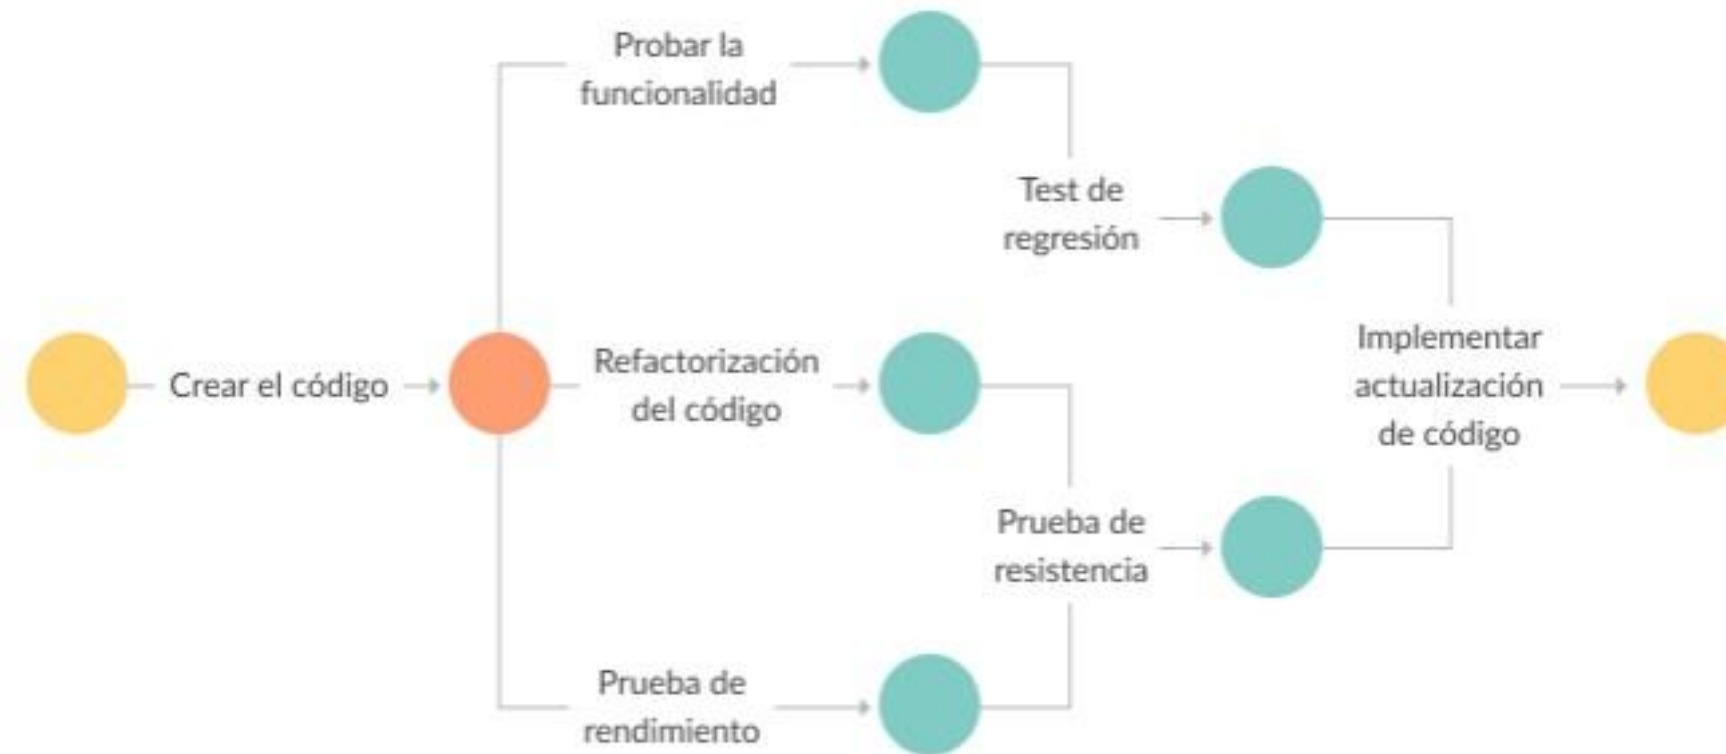 Probar la
funcionalidad
Test de
regresión
Crear el código
Refactorización
del código
Implementar
actualización
de código
Prueba de
resistencia
Prueba de
rendimiento